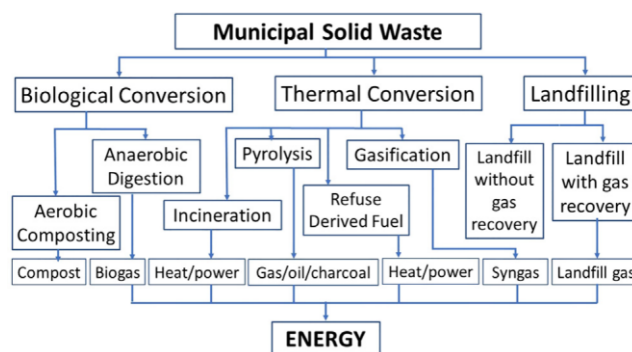 Municipal Solid Waste
Biological Conversion
Thermal Conversion
Landfilling
Anaerobic
Digestion
Pyrolysis
Gasification
Landfill
without
gas
recovery
Landfill
with gas
recovery
Aerobic
Composting
Incineration
Refuse
Derived Fuel
Compost
Biogas
Heat/power
Gas/oil/charcoal
Heat/power
Syngas
Landfill gas
ENERGY